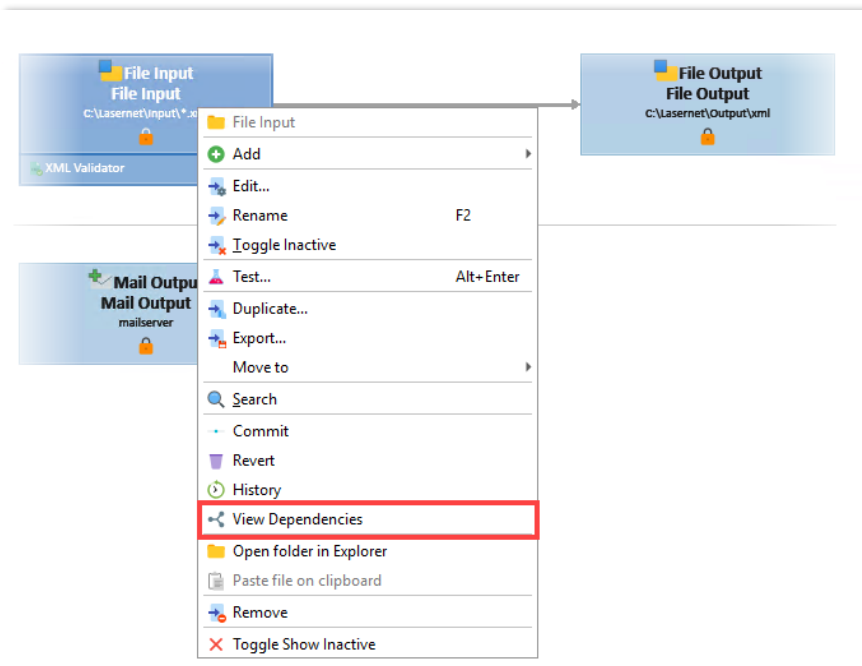 File Input
File Input
C:\Lasernet\Input\*.x
XML Validator
File Output
File Output
C:\Lasernet\Output\xml
Mail Outpu
Mail Output
mailserver
File Input
Add
Edit...
Rename F2
Toggle Inactive
Test... Alt+Enter
Duplicate...
Export...
Move to
Search
Commit
Revert
History
View Dependencies
Open folder in Explorer
Paste file on clipboard
Remove
Toggle Show Inactive